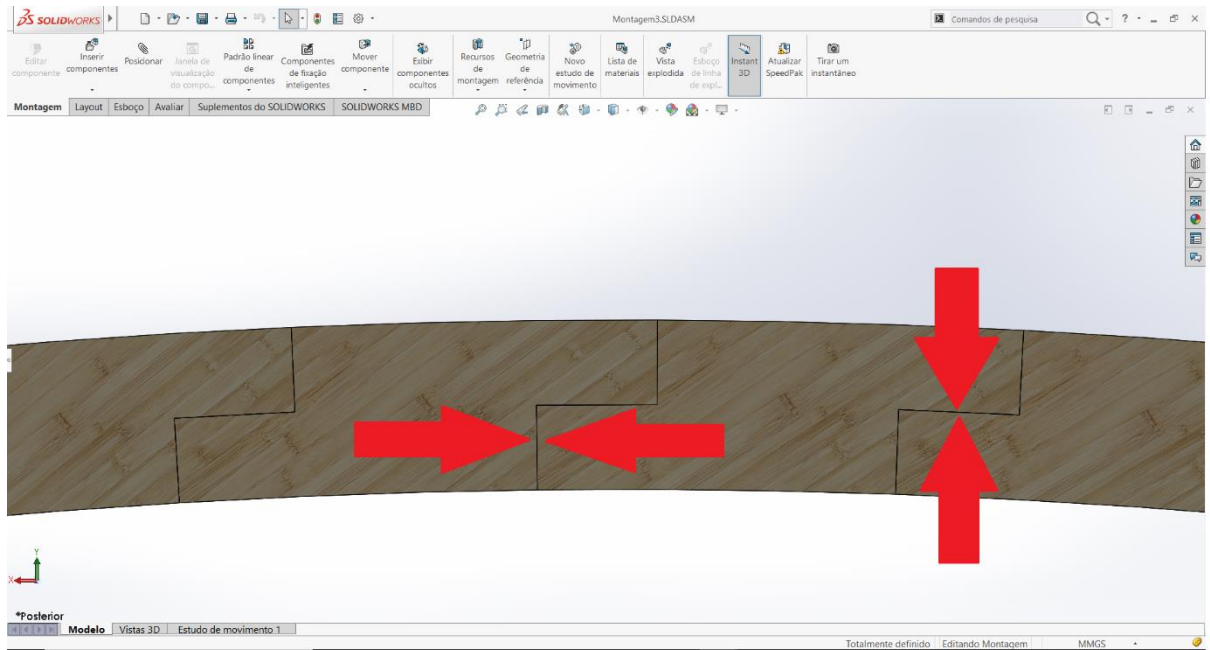 SOLIDWORKS
Montagem3.SLDASM
Comandos de pesquisa
?
Editar
componente
Inserir
componentes
Posicionar
Janela de
visualização
do compo...
Padrão linear
de
componentes
Componentes
de fixação
inteligentes
Mover
componente
Exibir
componentes
ocultos
Recursos
de
montagem
Geometria
de
referência
Novo
estudo de
movimento
Lista de
materiais
Vista
explodida
Esboço
de linha
de expl...
Instant
3D
Atualizar
SpeedPak
Tirar um
instantâneo
Montagem Layout Esboço Avaliar Suplementos do SOLIDWORKS SOLIDWORKS MBD
Y
X
*Posterior
Modelo Vistas 3D Estudo de movimento 1
Totalmente definido Editando Montagem MMGS